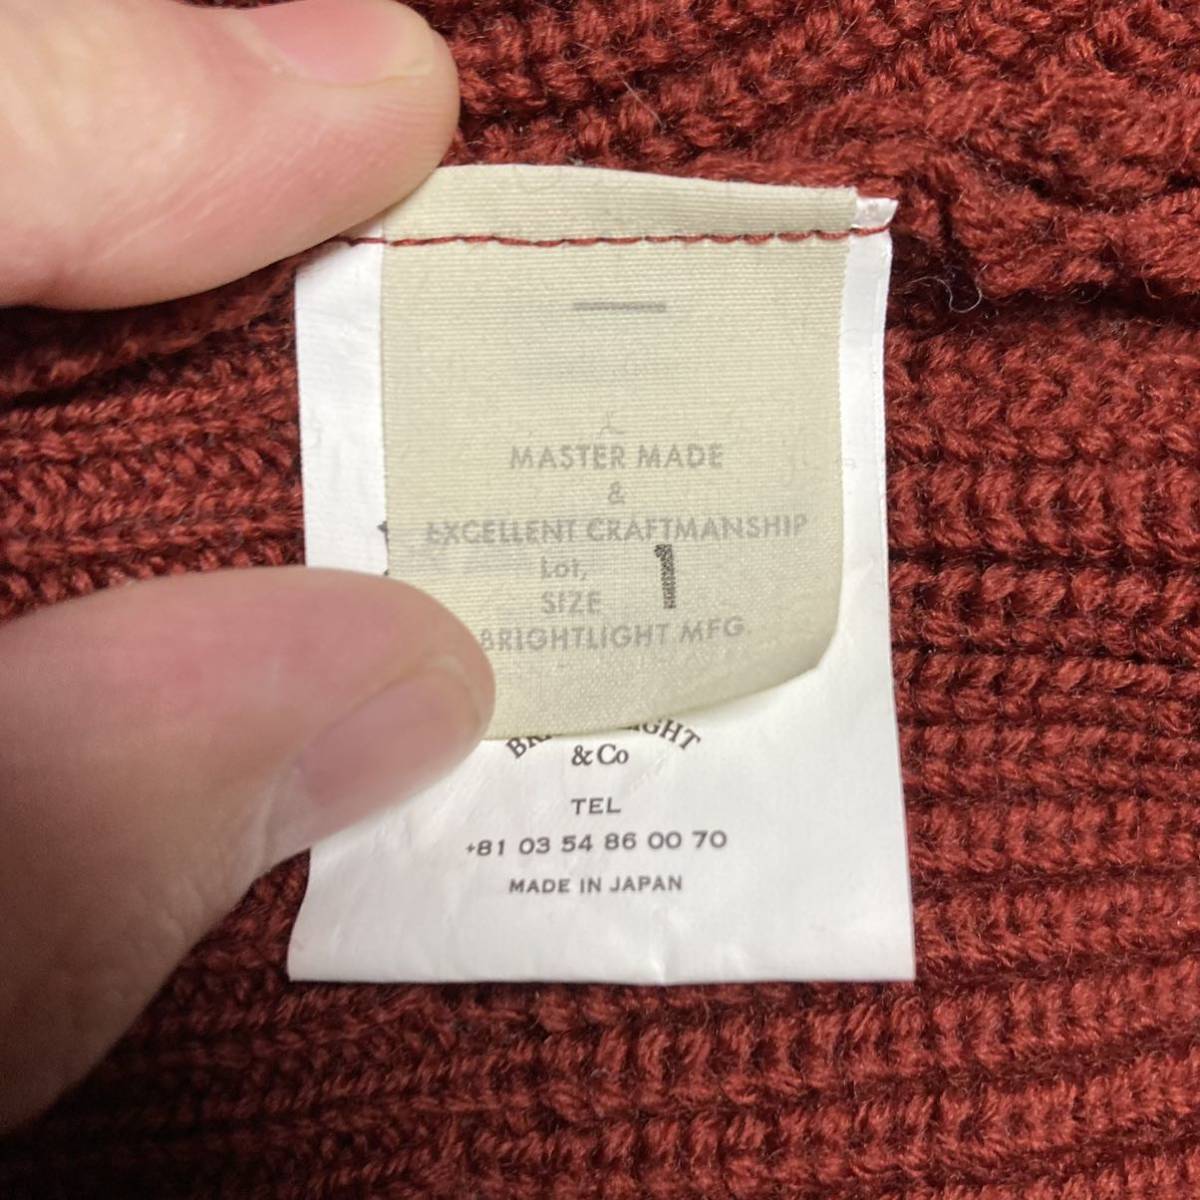 MASTER MADE
&
EXCELLENT CRAFTMANSHIP
Lot,
SIZE 1
BRIGHTLIGHT MFG.
& Co
TEL
+81 03 54 86 00 70
MADE IN JAPAN